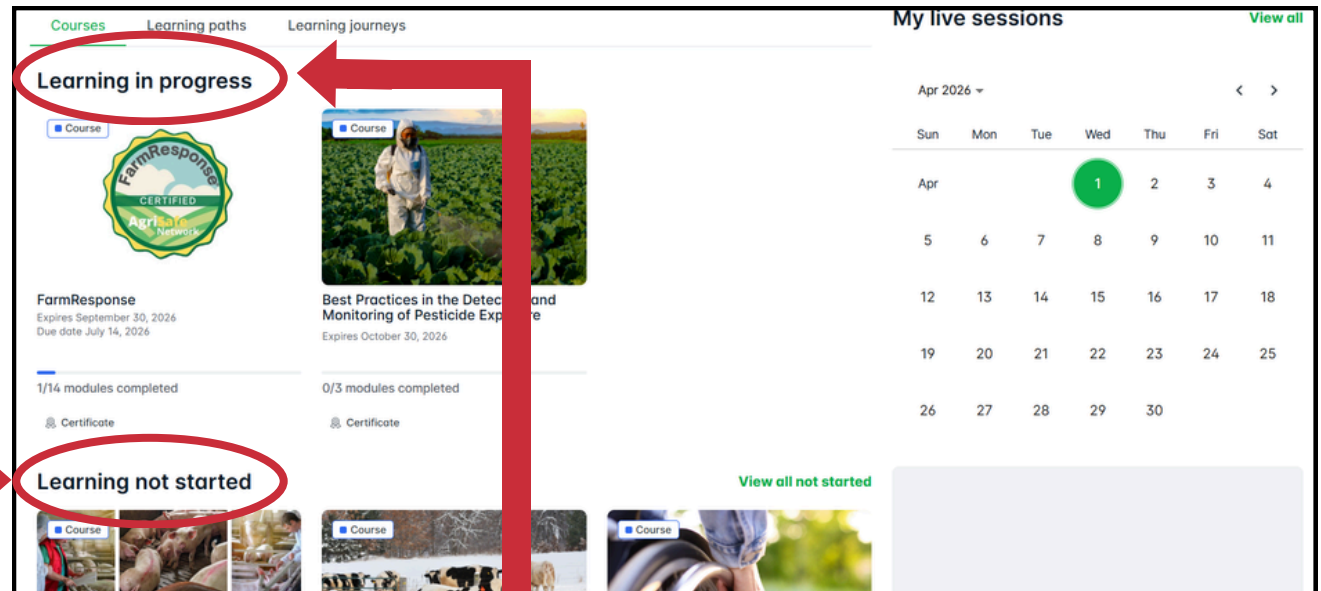 Courses Learning paths Learning journeys
Learning in progress
Course
FarmResponse
CERTIFIED
AgriSafe
Network
FarmResponse
Expires September 30, 2026
Due date July 14, 2026
1/14 modules completed
Certificate
Course
Best Practices in the Detec and
Monitoring of Pesticide Exp re
Expires October 30, 2026
0/3 modules completed
Certificate
Learning not started
View all not started
Course
Course
Course
My live sessions
View all
Apr 2026
Sun Mon Tue Wed Thu Fri Sat
Apr 1 2 3 4
5 6 7 8 9 10 11
12 13 14 15 16 17 18
19 20 21 22 23 24 25
26 27 28 29 30